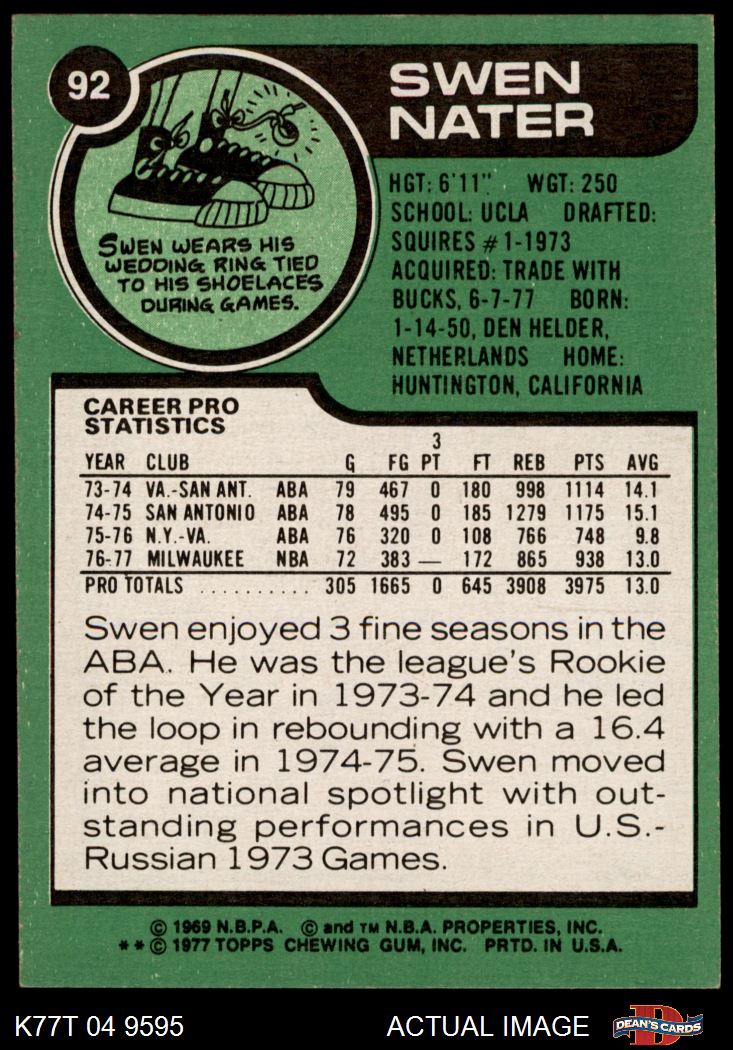 92
SWEN
NATER
SWEN WEARS HIS
WEDDING RING TIED
TO HIS SHOELACES
DURING GAMES.
HGT: 6'11" WGT: 250
SCHOOL: UCLA DRAFTED:
SQUIRES #1-1973
ACQUIRED: TRADE WITH
BUCKS, 6-7-77 BORN:
1-14-50, DEN HELDER,
NETHERLANDS HOME:
HUNTINGTON, CALIFORNIA
CAREER PRO
STATISTICS
YEAR CLUB G FG 3 PT FT REB PTS AVG
73-74 VA.-SAN ANT. ABA 79 467 0 180 998 1114 14.1
74-75 SAN ANTONIO ABA 78 495 0 185 1279 1175 15.1
75-76 N.Y.-VA. ABA 76 320 0 108 766 748 9.8
76-77 MILWAUKEE NBA 72 383 — 172 865 938 13.0
PRO TOTALS .......... 305 1665 0 645 3908 3975 13.0
Swen enjoyed 3 fine seasons in the
ABA. He was the league's Rookie
of the Year in 1973-74 and he led
the loop in rebounding with a 16.4
average in 1974-75. Swen moved
into national spotlight with out-
standing performances in U.S.-
Russian 1973 Games.
© 1969 N.B.P.A. © and TM N.B.A. PROPERTIES, INC.
**© 1977 TOPPS CHEWING GUM, INC. PRTD. IN U.S.A.
K77T 04 9595 ACTUAL IMAGE DEAN'S CARDS